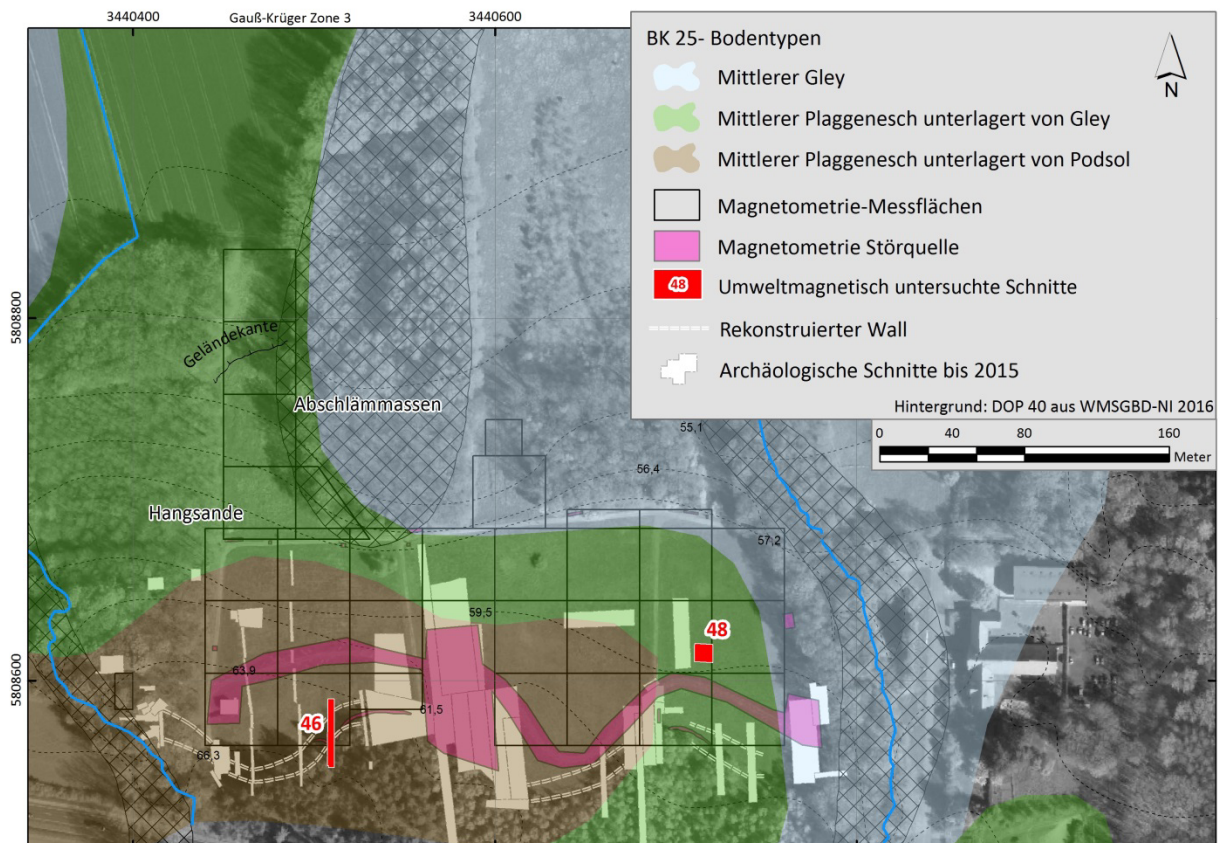 3440400
Gauß-Krüger Zone 3
3440600
BK 25- Bodentypen
Mittlerer Gley
Mittlerer Plaggenesch unterlagert von Gley
Mittlerer Plaggenesch unterlagert von Podsol
Magnetometrie-Messflächen
Magnetometrie Störquelle
48
Umweltmagnetisch untersuchte Schnitte
Rekonstruierter Wall
Archäologische Schnitte bis 2015
Hintergrund: DOP 40 aus WMSGBD-NI 2016
N
0 40 80 160
Meter
5808800
Geländekante
Abschlämmassen
55,1
56,4
Hangsande
57,2
59,5
48
5808600
63,9
46
61,5
66,3